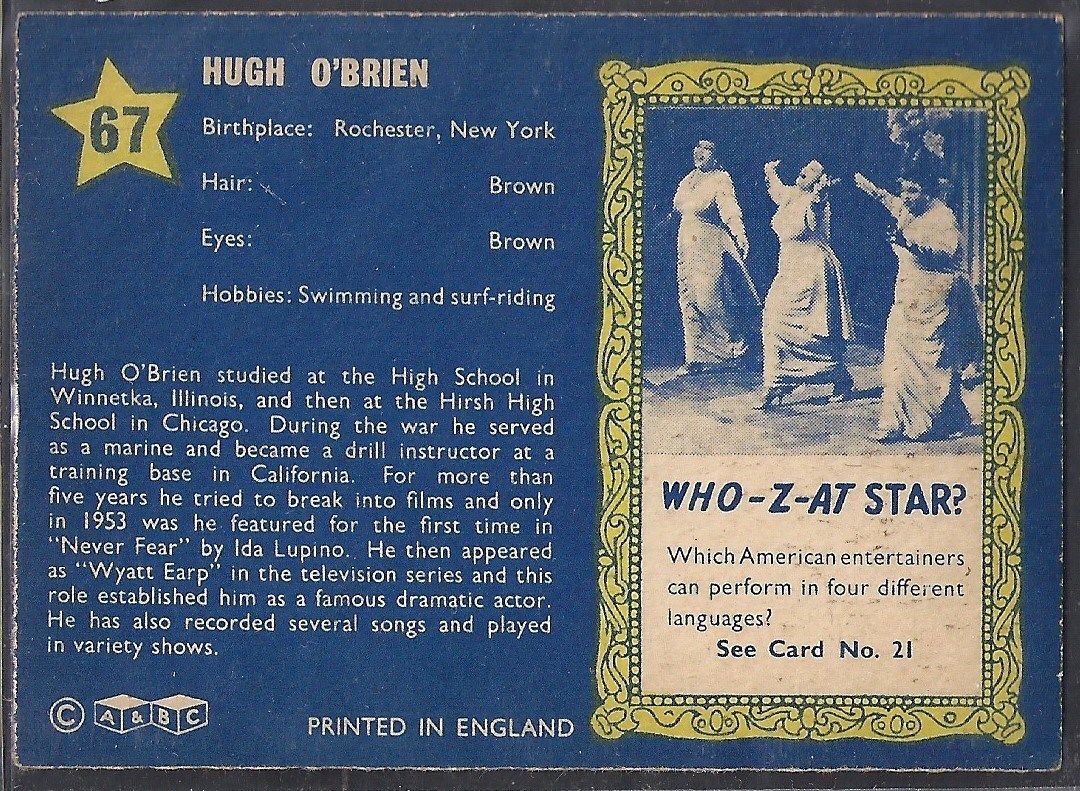 67
HUGH O'BRIEN
Birthplace: Rochester, New York
Hair: Brown
Eyes: Brown
Hobbies: Swimming and surf-riding
Hugh O'Brien studied at the High School in
Winnetka, Illinois, and then at the Hirsh High
School in Chicago. During the war he served
as a marine and became a drill instructor at a
training base in California. For more than
five years he tried to break into films and only
in 1953 was he featured for the first time in
"Never Fear" by Ida Lupino. He then appeared
as "Wyatt Earp" in the television series and this
role established him as a famous dramatic actor.
He has also recorded several songs and played
in variety shows.
© A & B C
PRINTED IN ENGLAND
WHO-Z-AT STAR?
Which American entertainers
can perform in four different
languages?
See Card No. 21